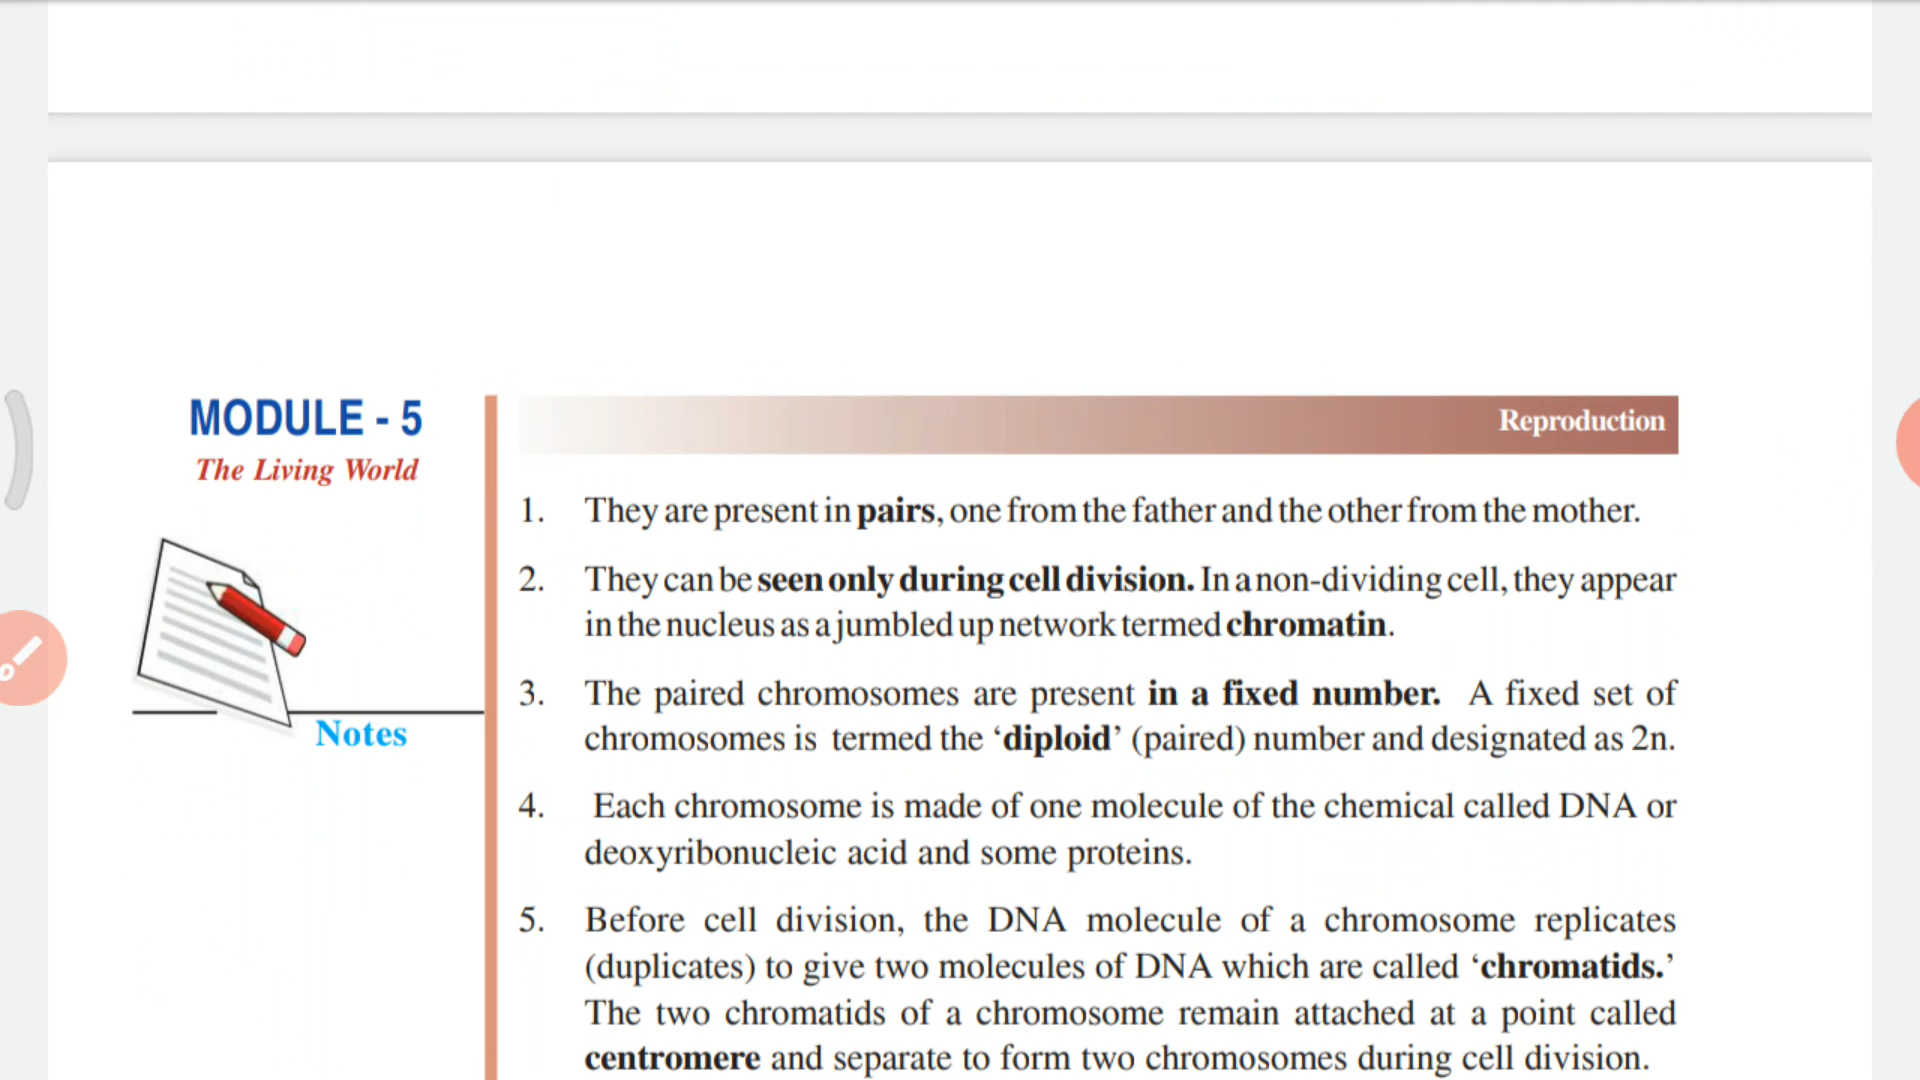 MODULE - 5
The Living World
Notes
Reproduction
1. They are present in pairs, one from the father and the other from the mother.
2. They can be seen only during cell division. In a non-dividing cell, they appear
in the nucleus as a jumbled up network termed chromatin.
3. The paired chromosomes are present in a fixed number. A fixed set of
chromosomes is termed the ‘diploid’ (paired) number and designated as 2n.
4. Each chromosome is made of one molecule of the chemical called DNA or
deoxyribonucleic acid and some proteins.
5. Before cell division, the DNA molecule of a chromosome replicates
(duplicates) to give two molecules of DNA which are called ‘chromatids.’
The two chromatids of a chromosome remain attached at a point called
centromere and separate to form two chromosomes during cell division.